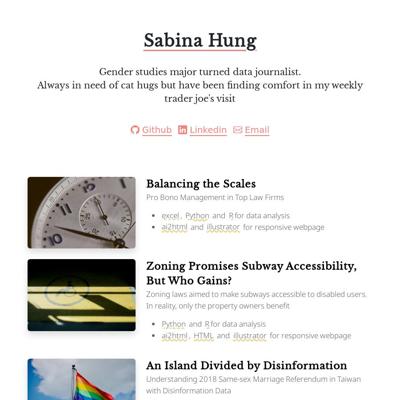 Sabina Hung
Gender studies major turned data journalist.
Always in need of cat hugs but have been finding comfort in my weekly
trader joe's visit
Github Linkedin Email
Balancing the Scales
Pro Bono Management in Top Law Firms
excel, Python and R for data analysis
ai2html and illustrator for responsive webpage
Zoning Promises Subway Accessibility,
But Who Gains?
Zoning laws aimed to make subways accessible to disabled users.
In reality, only the property owners benefit
Python and R for data analysis
ai2html, HTML and illustrator for responsive webpage
An Island Divided by Disinformation
Understanding 2018 Same-sex Marriage Referendum in Taiwan
with Disinformation Data